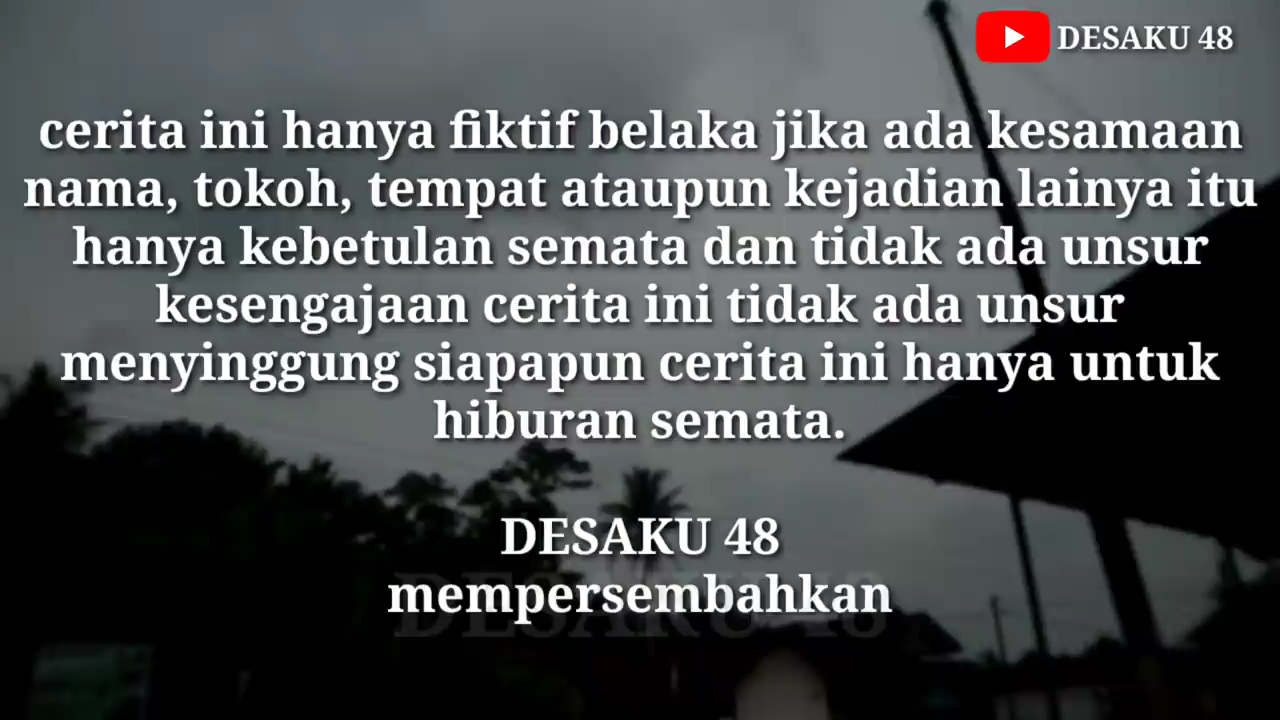 DESAKU 48
cerita ini hanya fiktif belaka jika ada kesamaan
nama, tokoh, tempat ataupun kejadian lainya itu
hanya kebetulan semata dan tidak ada unsur
kesengajaan cerita ini tidak ada unsur
menyinggung siapapun cerita ini hanya untuk
hiburan semata.
DESAKU 48
mempersembahkan
DESAKU 48